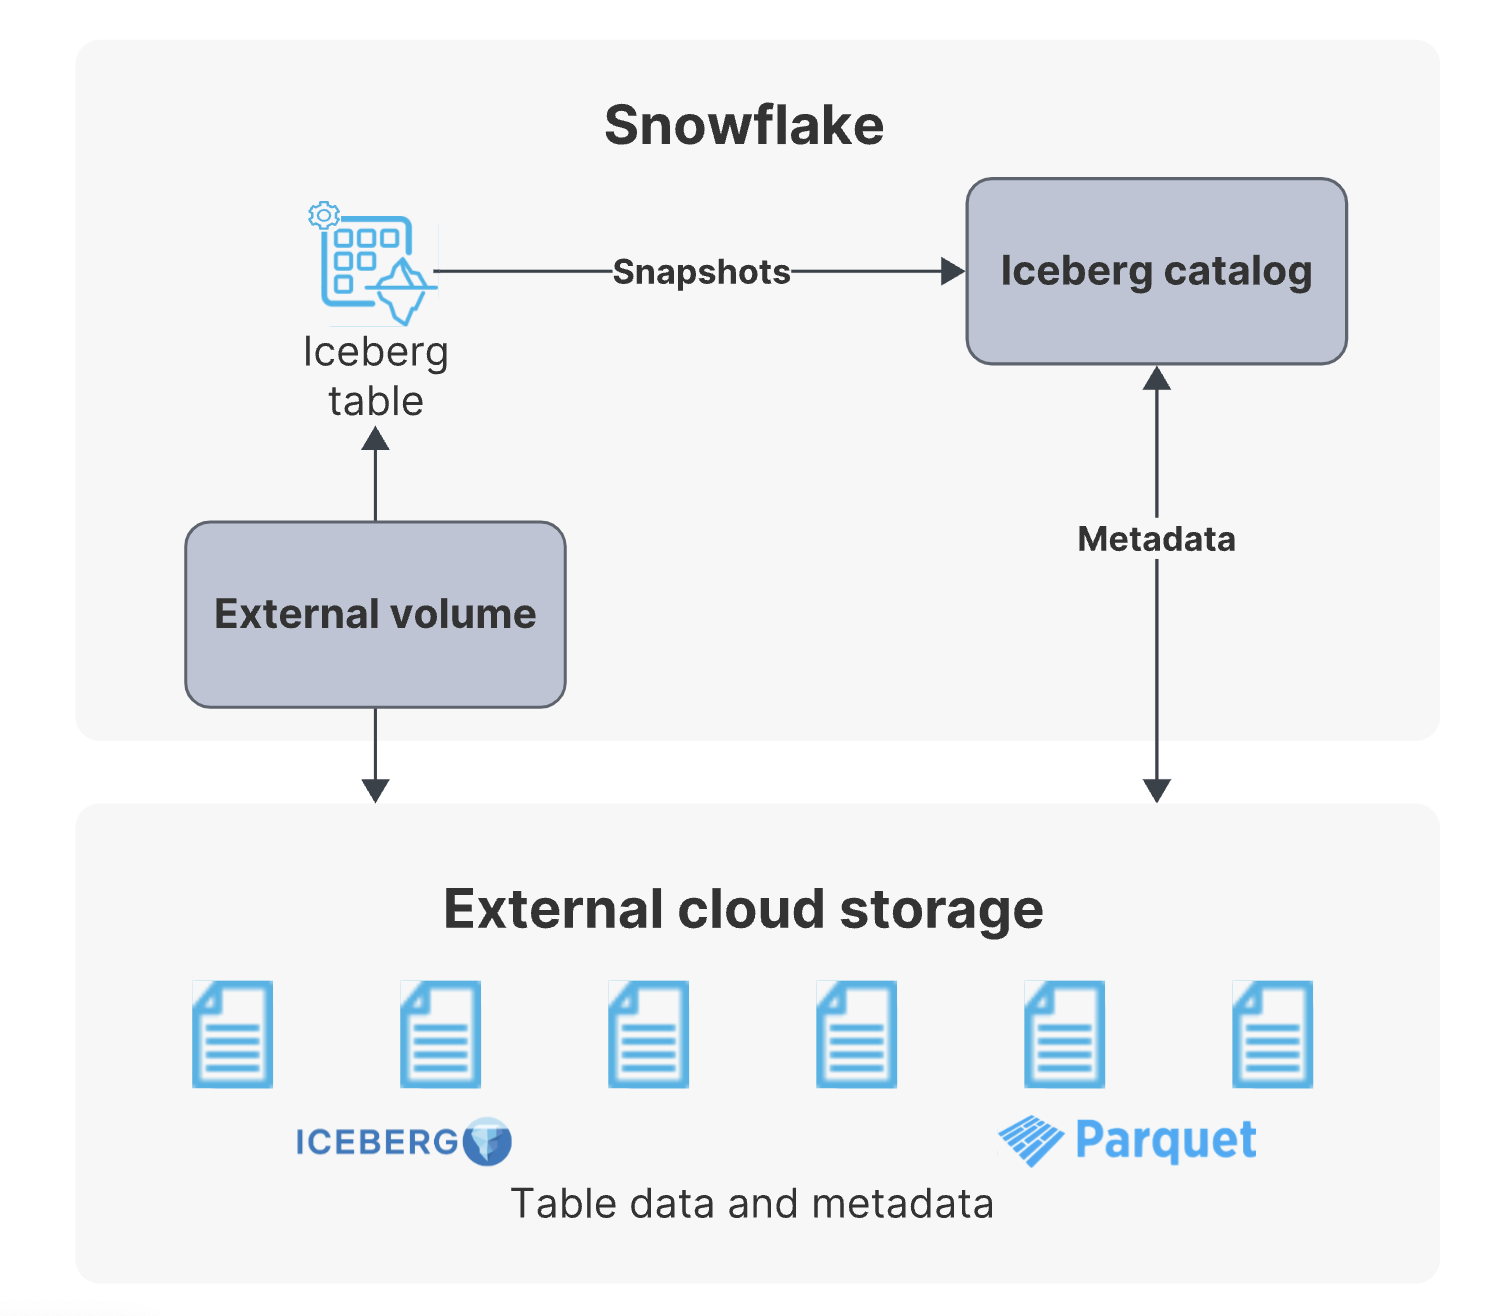 Snowflake
Snapshots
Iceberg catalog
Iceberg
table
Metadata
External volume
External cloud storage
ICEBERG
Parquet
Table data and metadata